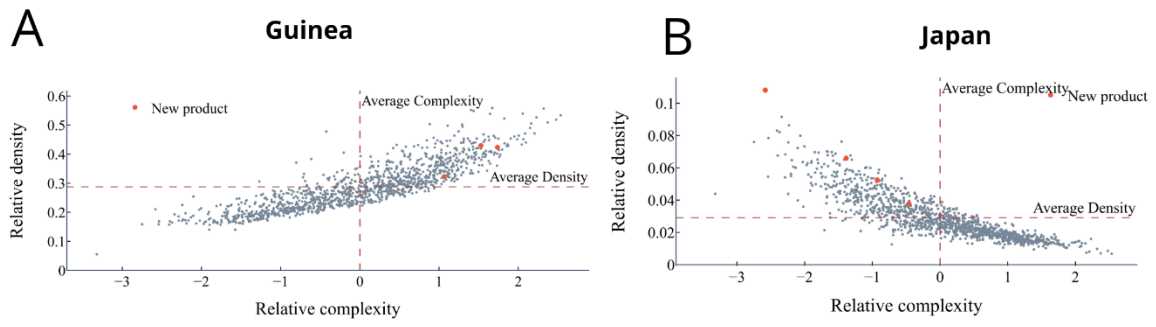 A
Guinea
0.6
0.5
0.4
0.3
0.2
0.1
0
New product
Average Complexity
Average Density
Relative density
−3
−2
−1
0
1
2
Relative complexity
B
Japan
0.1
0.08
0.06
0.04
0.02
0
Average Complexity
New product
Average Density
Relative density
−3
−2
−1
0
1
2
Relative complexity